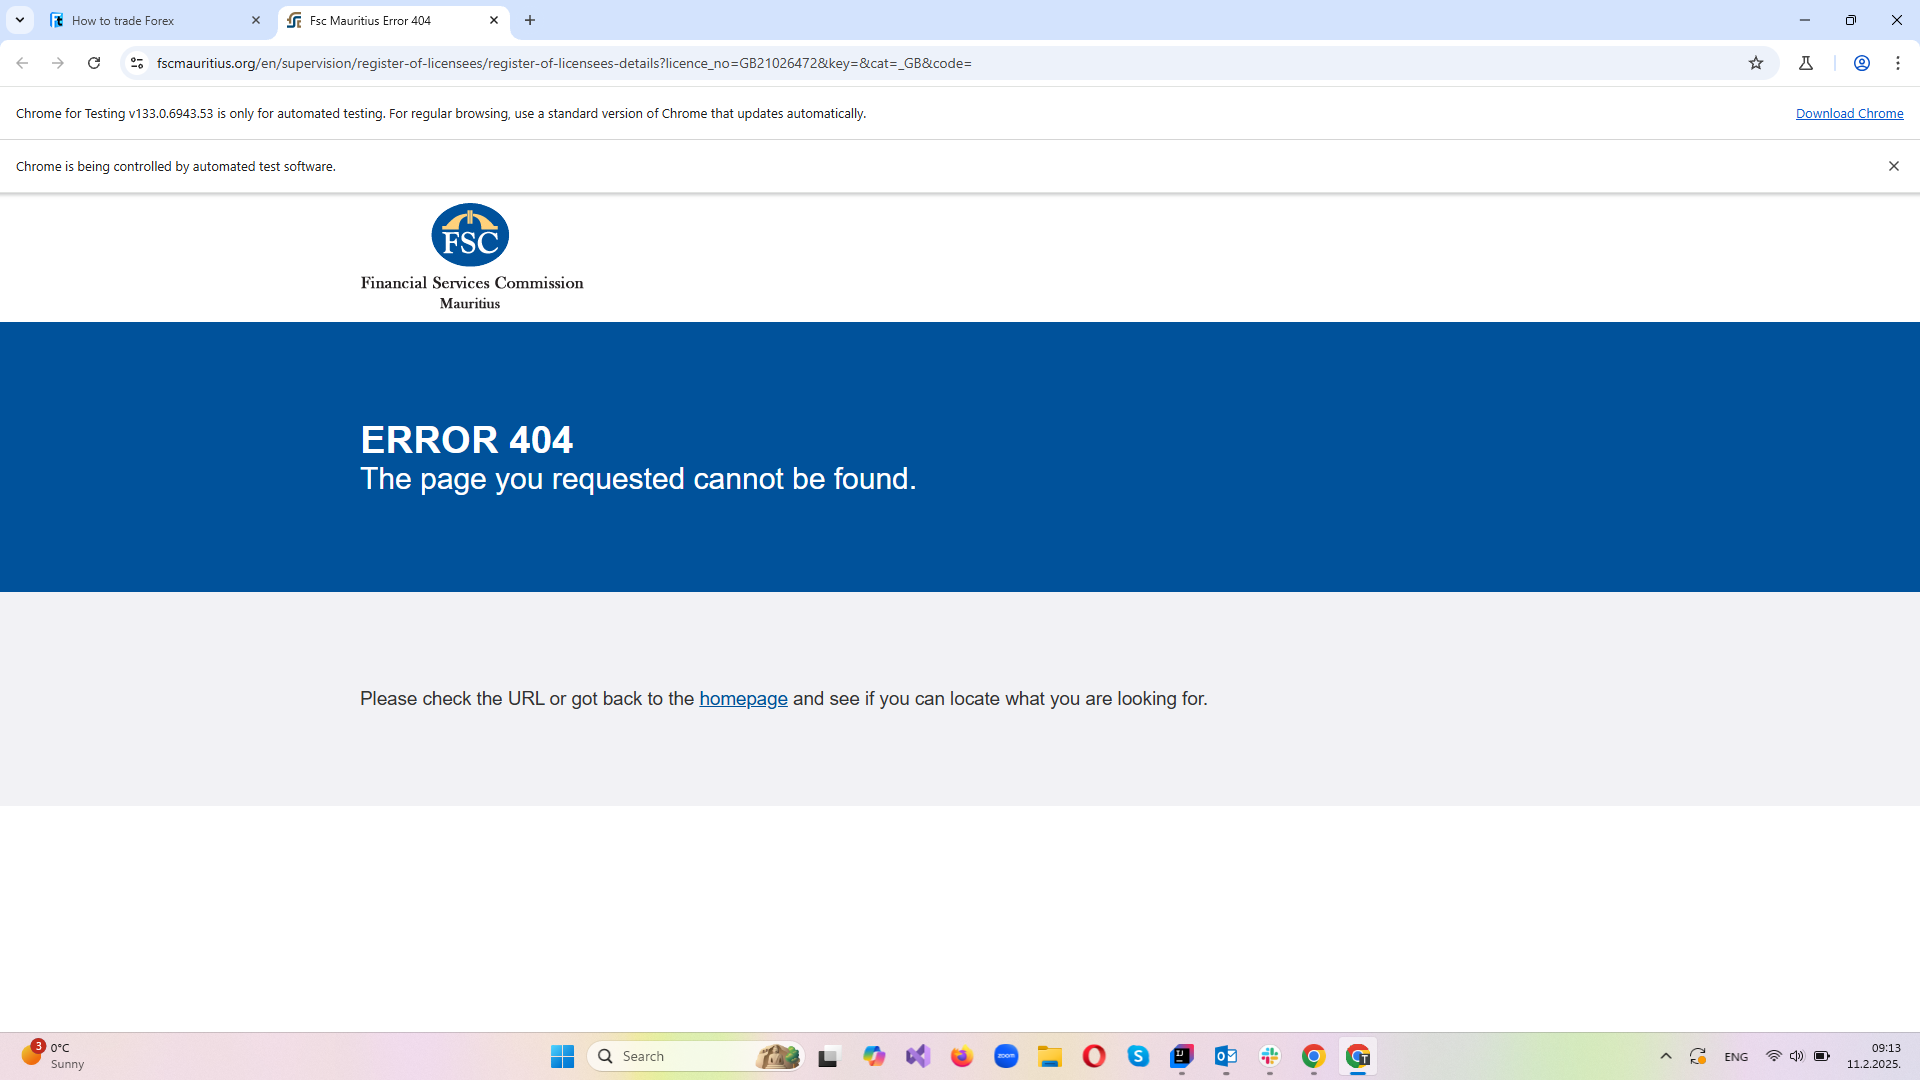 How to trade Forex
Fsc Mauritius Error 404
fscmauritius.org/en/supervision/register-of-licensees/register-of-licensees-details?licence_no=GB21026472&key=&cat=_GB&code=
Chrome for Testing v133.0.6943.53 is only for automated testing. For regular browsing, use a standard version of Chrome that updates automatically.
Download Chrome
Chrome is being controlled by automated test software.
FSC
Financial Services Commission
Mauritius
ERROR 404
The page you requested cannot be found.
Please check the URL or got back to the homepage and see if you can locate what you are looking for.
3
0°C
Sunny
Search
zoom
ENG
09:13
11.2.2025.